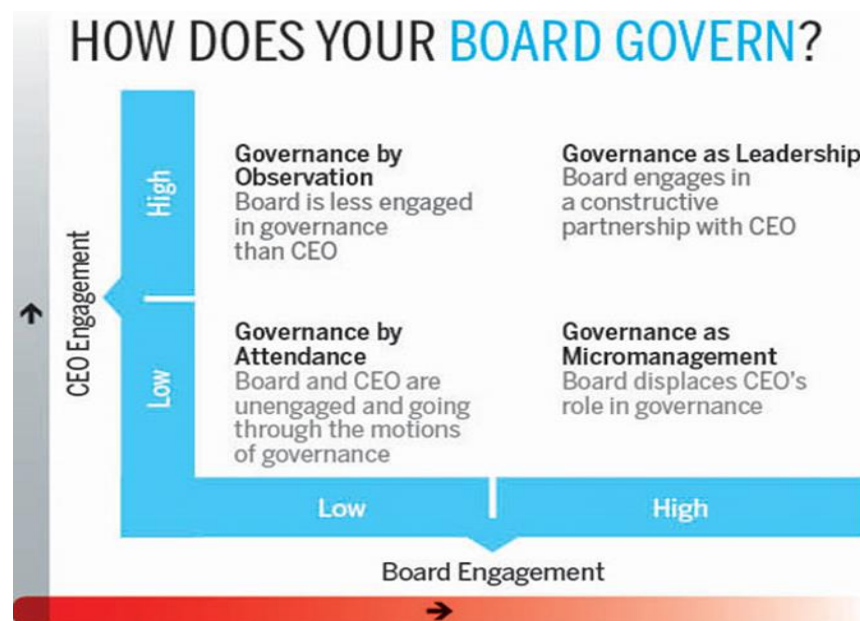 HOW DOES YOUR BOARD GOVERN?
CEO Engagement
High
Governance by
Observation
Board is less engaged
in governance
than CEO
Governance as Leadership
Board engages in
a constructive
partnership with CEO
Low
Governance by
Attendance
Board and CEO are
unengaged and going
through the motions
of governance
Governance as
Micromanagement
Board displaces CEO's
role in governance
Low
High
Board Engagement